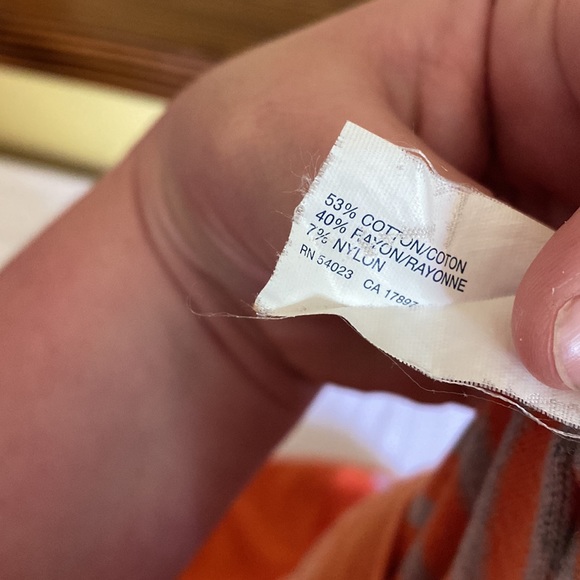 53% COTTON/COTON
40% RAYON/RAYONNE
7% NYLON
RN 54023 CA 17897